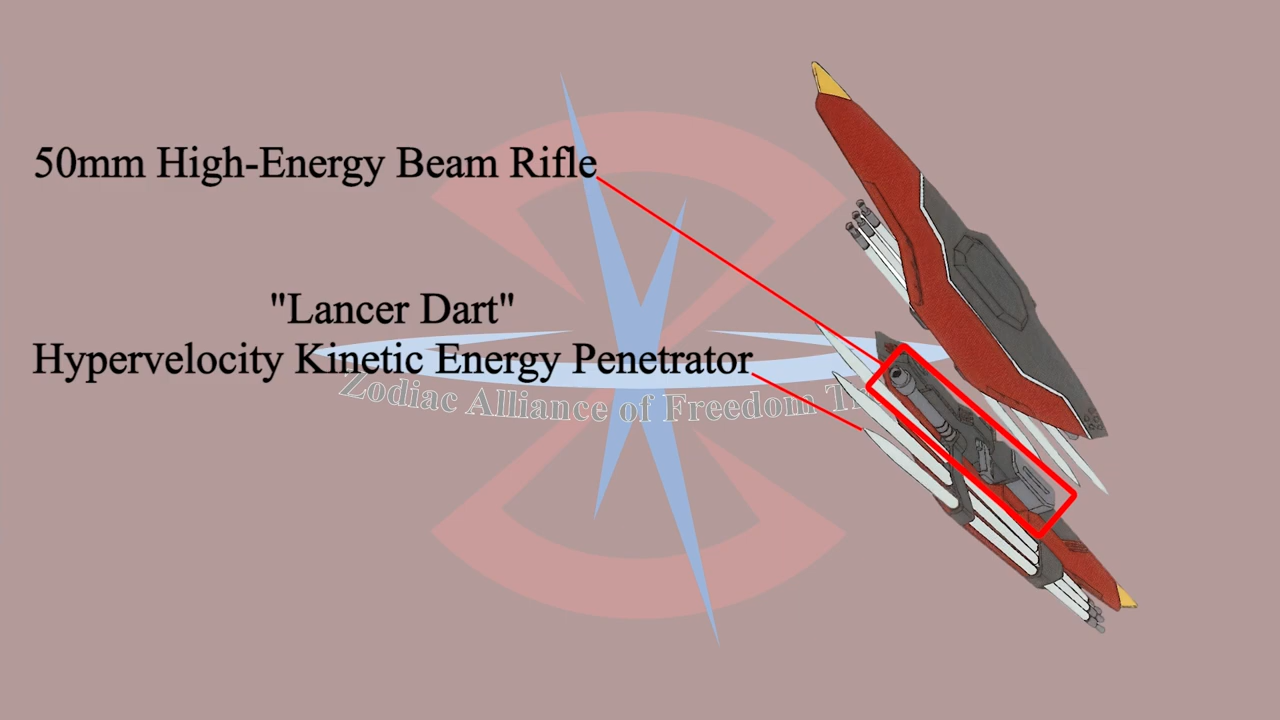 50mm High-Energy Beam Rifle
"Lancer Dart"
Hypervelocity Kinetic Energy Penetrator
Zodiac Alliance of Freedom